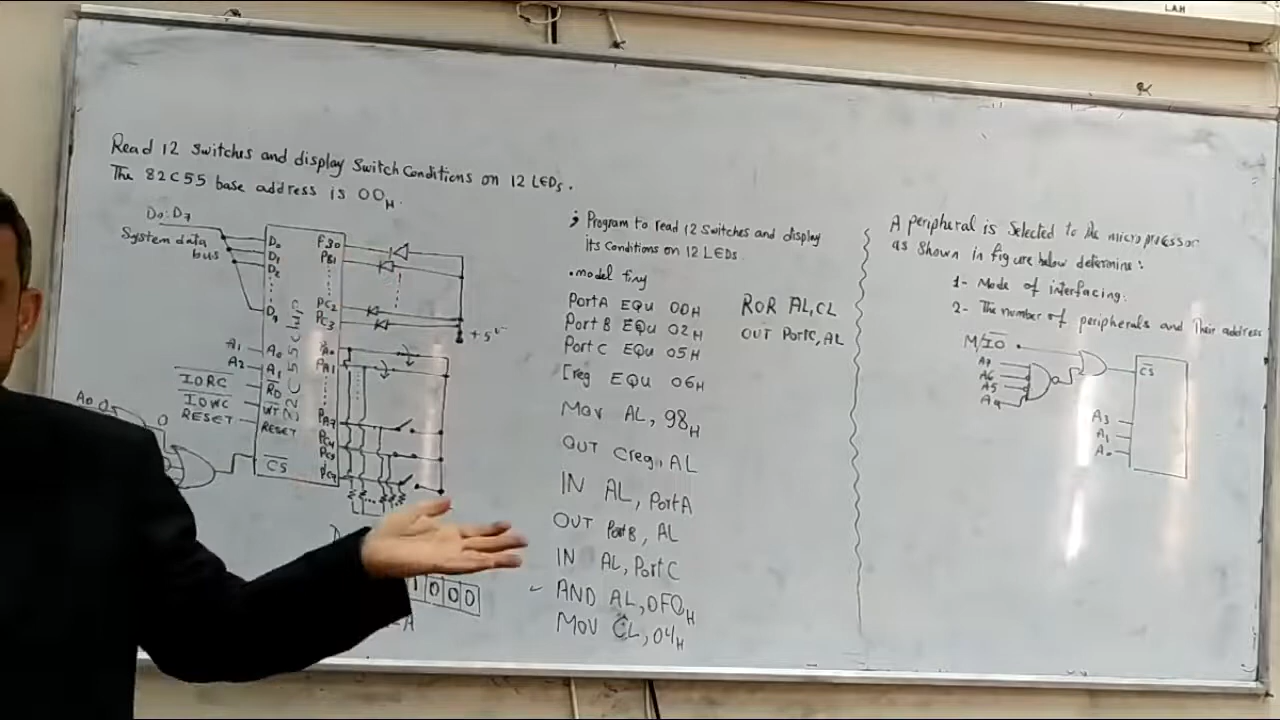 L.A.H
Read 12 Switches and display Switch Conditions on 12 LEDs.
The 82C55 base address is 00H.
D0:D7
System data
bus
D0
D1
D2
PB0
PB1
PC2
PC3
+5V
A1
A2
A0
A1
IORC
IOWC
RESET
RD
RESET
CS
82C55
PA1
PA7
PC4
PC5
A0
0
1000
A
; Program to read 12 Switches and display
its Conditions on 12 LEDs.
.model tiny
PortA EQU 00H
Port B EQU 02H
Port C EQU 05H
Creg EQU 06H
Mov AL, 98H
OUT Creg, AL
IN AL, PortA
OUT PortB, AL
IN AL, PortC
AND AL, 0F0H
MOV CL, 04H
ROR AL, CL
OUT PortC, AL
A peripheral is Selected to the microprocessor
as Shown in figure below determine:
1- Mode of interfacing.
2- The number of peripherals and Their address
M/IO
A7
A6
A5
A4
CS
A3
A1
A0